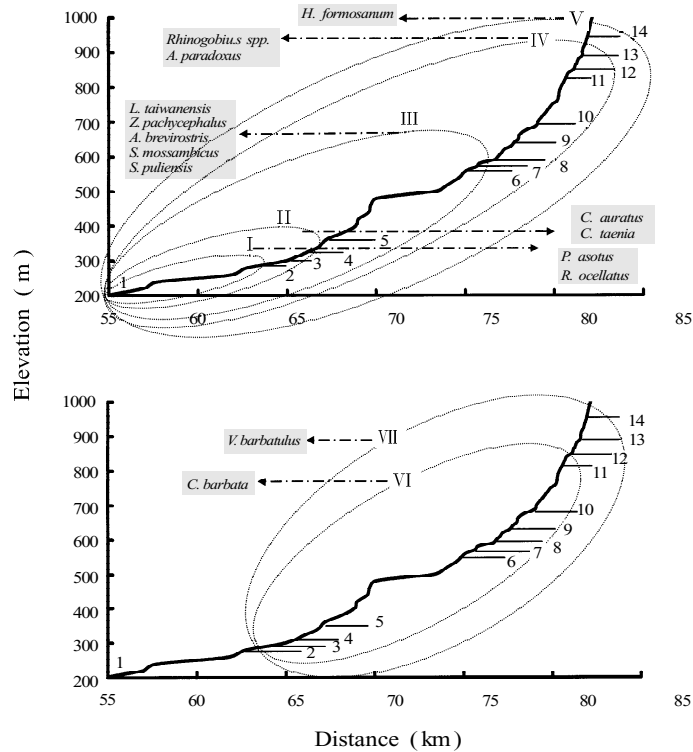 H. formosanum
V
1000
14
Rhinogobiu.s spp.
A. paradoxus
IV
900
13
12
11
800
L. taiwanensis
Z. pachycephalus
A. brevirostris
S. mossambicus
S. puliensis
III
700
10
9
600
8
7
6
500
II
C. auratus
C. taenia
400
I
5
4
P. asotus
R. ocellatus
300
3
2
1
200
55
60
65
70
75
80
85
Elevation ( m )
1000
14
V. barbatulus
VII
900
13
12
11
C. barbata
VI
800
700
10
9
600
8
7
6
500
400
5
4
300
3
2
1
200
55
60
65
70
75
80
85
Distance ( km )